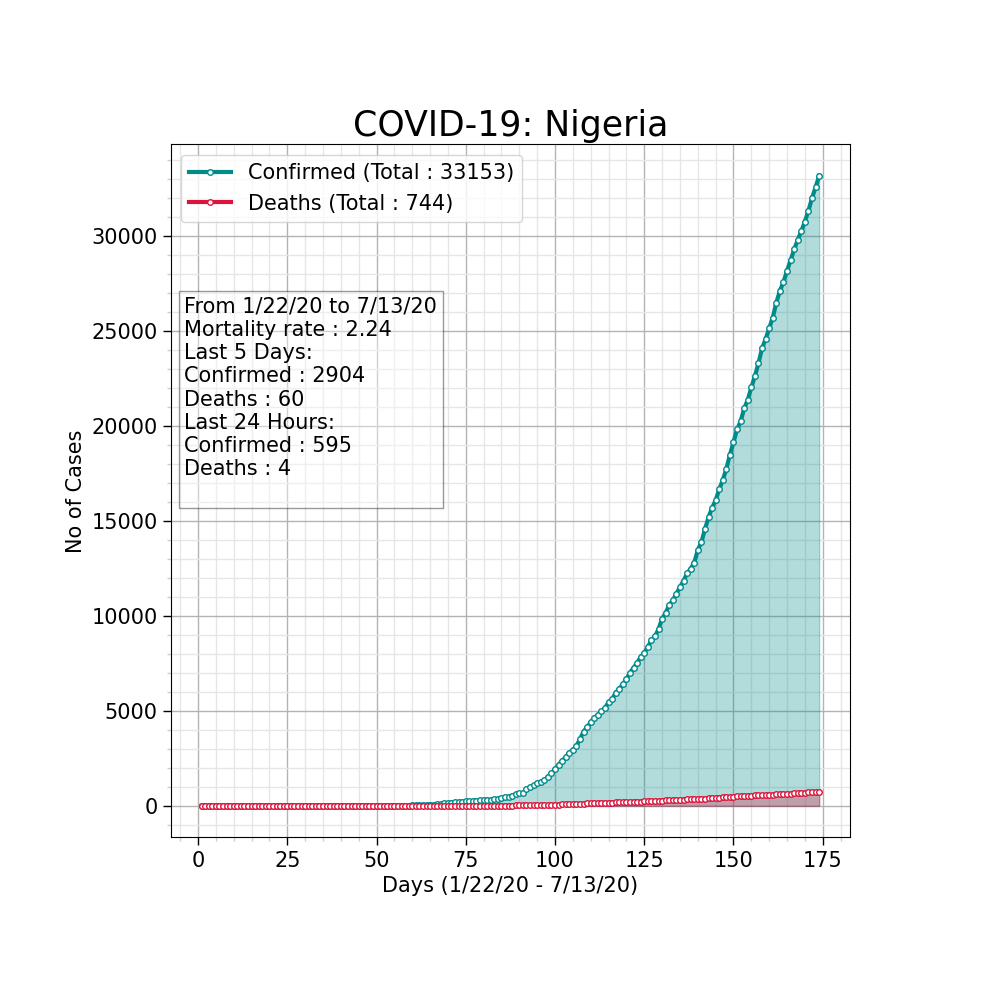 COVID-19: Nigeria
Confirmed (Total : 33153)
Deaths (Total : 744)
From 1/22/20 to 7/13/20
Mortality rate : 2.24
Last 5 Days:
Confirmed : 2904
Deaths : 60
Last 24 Hours:
Confirmed : 595
Deaths : 4
No of Cases
30000
25000
20000
15000
10000
5000
0
0 25 50 75 100 125 150 175
Days (1/22/20 - 7/13/20)